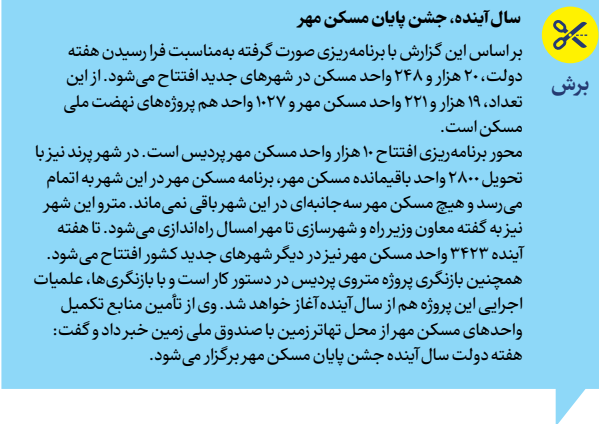 سال آینده، جشن پایان مسکن مهر
برش
بر اساس این گزارش با برنامه‌ریزی صورت گرفته به‌مناسبت فرا رسیدن هفته
دولت، ۲۰ هزار و ۲۴۸ واحد مسکن در شهرهای جدید افتتاح می‌شود. از این
تعداد، ۱۹ هزار و ۲۲۱ واحد مسکن مهر و ۱۰۲۷ واحد هم پروژه‌های نهضت ملی
مسکن است.
محور برنامه‌ریزی افتتاح ۱۰ هزار واحد مسکن مهر پردیس است. در شهر پرند نیز با
تحویل ۲۸۰۰ واحد باقیمانده مسکن مهر، برنامه مسکن مهر در این شهر به اتمام
می‌رسد و هیچ مسکن مهر سه‌جانبه‌ای در این شهر باقی نمی‌ماند. مترو این شهر
نیز به گفته معاون وزیر راه و شهرسازی تا مهر امسال راه‌اندازی می‌شود. تا هفته
آینده ۳۴۲۳ واحد مسکن مهر نیز در دیگر شهرهای جدید کشور افتتاح می‌شود.
همچنین بازنگری پروژه متروی پردیس در دستور کار است و با بازنگری‌ها، علمیات
اجرایی این پروژه هم از سال آینده آغاز خواهد شد. وی از تأمین منابع تکمیل
واحدهای مسکن مهر از محل تهاتر زمین با صندوق ملی زمین خبر داد و گفت:
هفته دولت سال آینده جشن پایان مسکن مهر برگزار می‌شود.